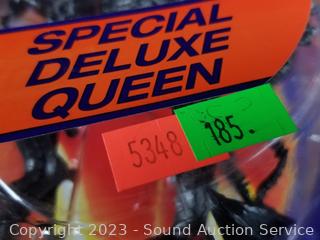 SPECIAL
DELUXE
QUEEN
5348
185.
Copyright 2023 - Sound Auction Service